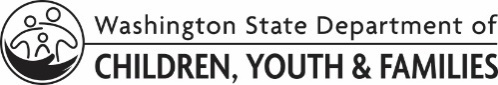 Washington State Department of
CHILDREN, YOUTH & FAMILIES